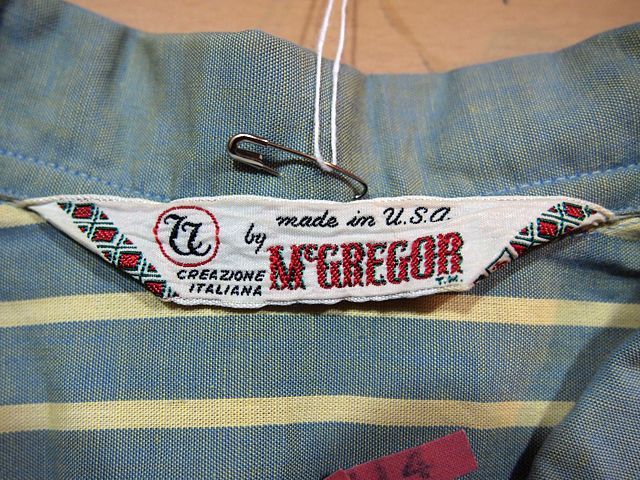 made in U.S.A.
by McGREGOR
T.M.
CREAZIONE
ITALIANA